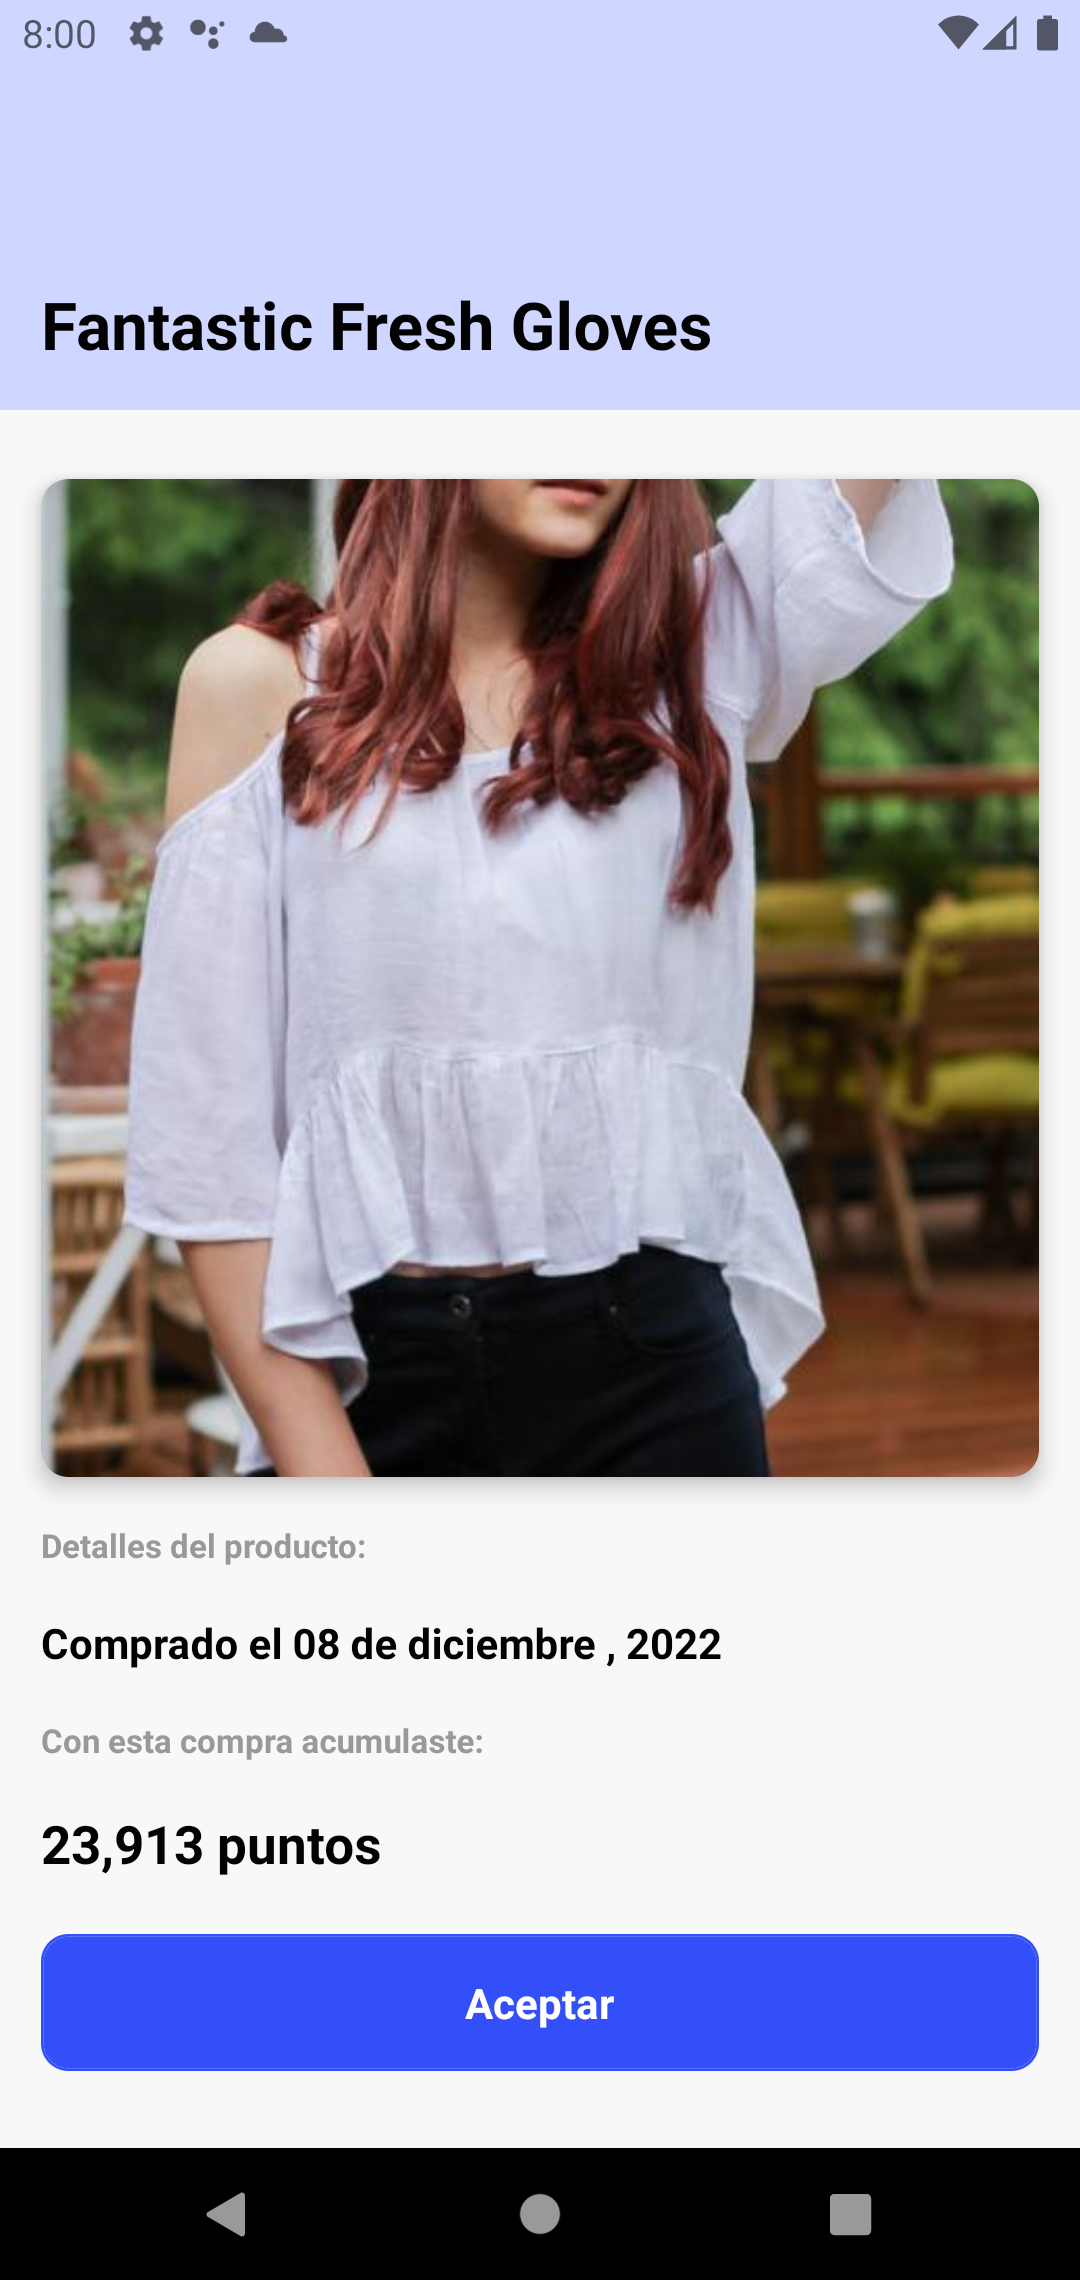 8:00
Fantastic Fresh Gloves
Detalles del producto:
Comprado el 08 de diciembre , 2022
Con esta compra acumulaste:
23,913 puntos
Aceptar